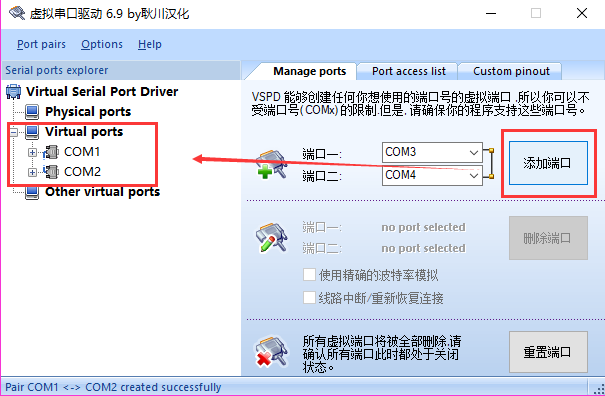 虚拟串口驱动 6.9 by耿川汉化
Port pairs Options Help
Serial ports explorer
Virtual Serial Port Driver
Physical ports
Virtual ports
COM1
COM2
Other virtual ports
Manage ports Port access list Custom pinout
VSPD 能够创建任何你想使用的端口号的虚拟端口 ,所以你可以不
受端口号( COMx) 的限制.但是. 请确保你的程序支持这些端口号。
端口一: COM3
端口二: COM4
添加端口
端口一: no port selected
端口二: no port selected
删除端口
使用精确的波特率模拟
线路中断/重新恢复连接
所有虚拟端口将被全部删除,请
确认所有端口此时都处于关闭
状态。
重置端口
Pair COM1 <-> COM2 created successfully